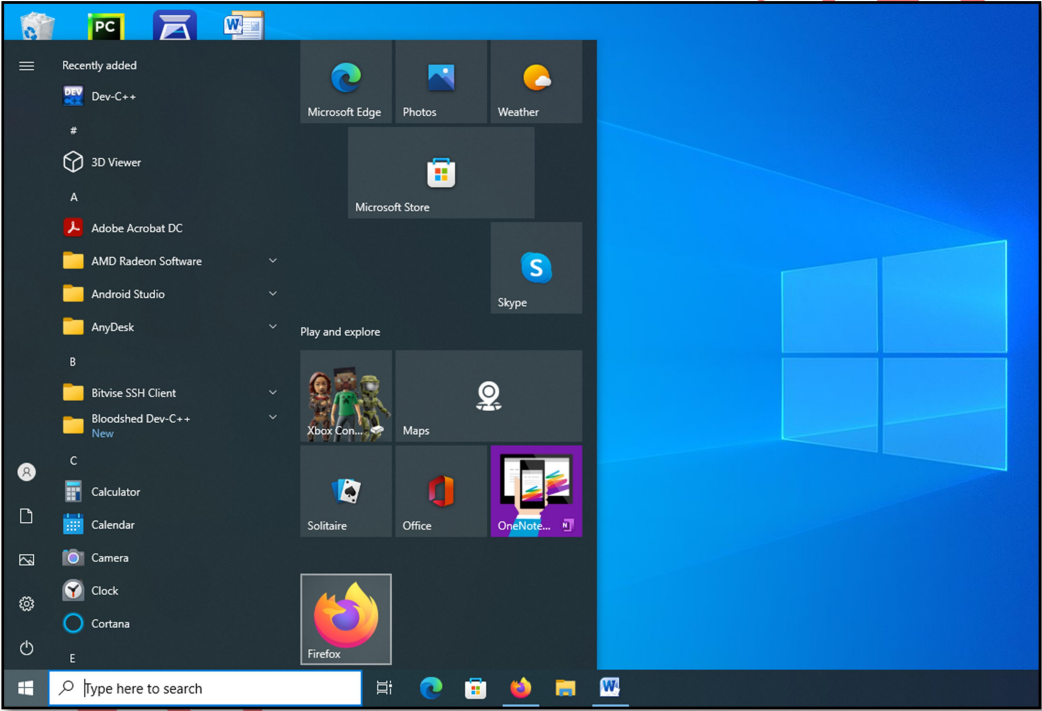 PC
W
Recently added
DEV
Dev-C++
#
3D Viewer
A
Adobe Acrobat DC
AMD Radeon Software
Android Studio
AnyDesk
B
Bitvise SSH Client
Bloodshed Dev-C++
New
C
Calculator
Calendar
Camera
Clock
Cortana
E
Microsoft Edge
Photos
Weather
Microsoft Store
S
Skype
Play and explore
Xbox Con...
Maps
Solitaire
Office
OneNote...
N
Firefox
Type here to search
W